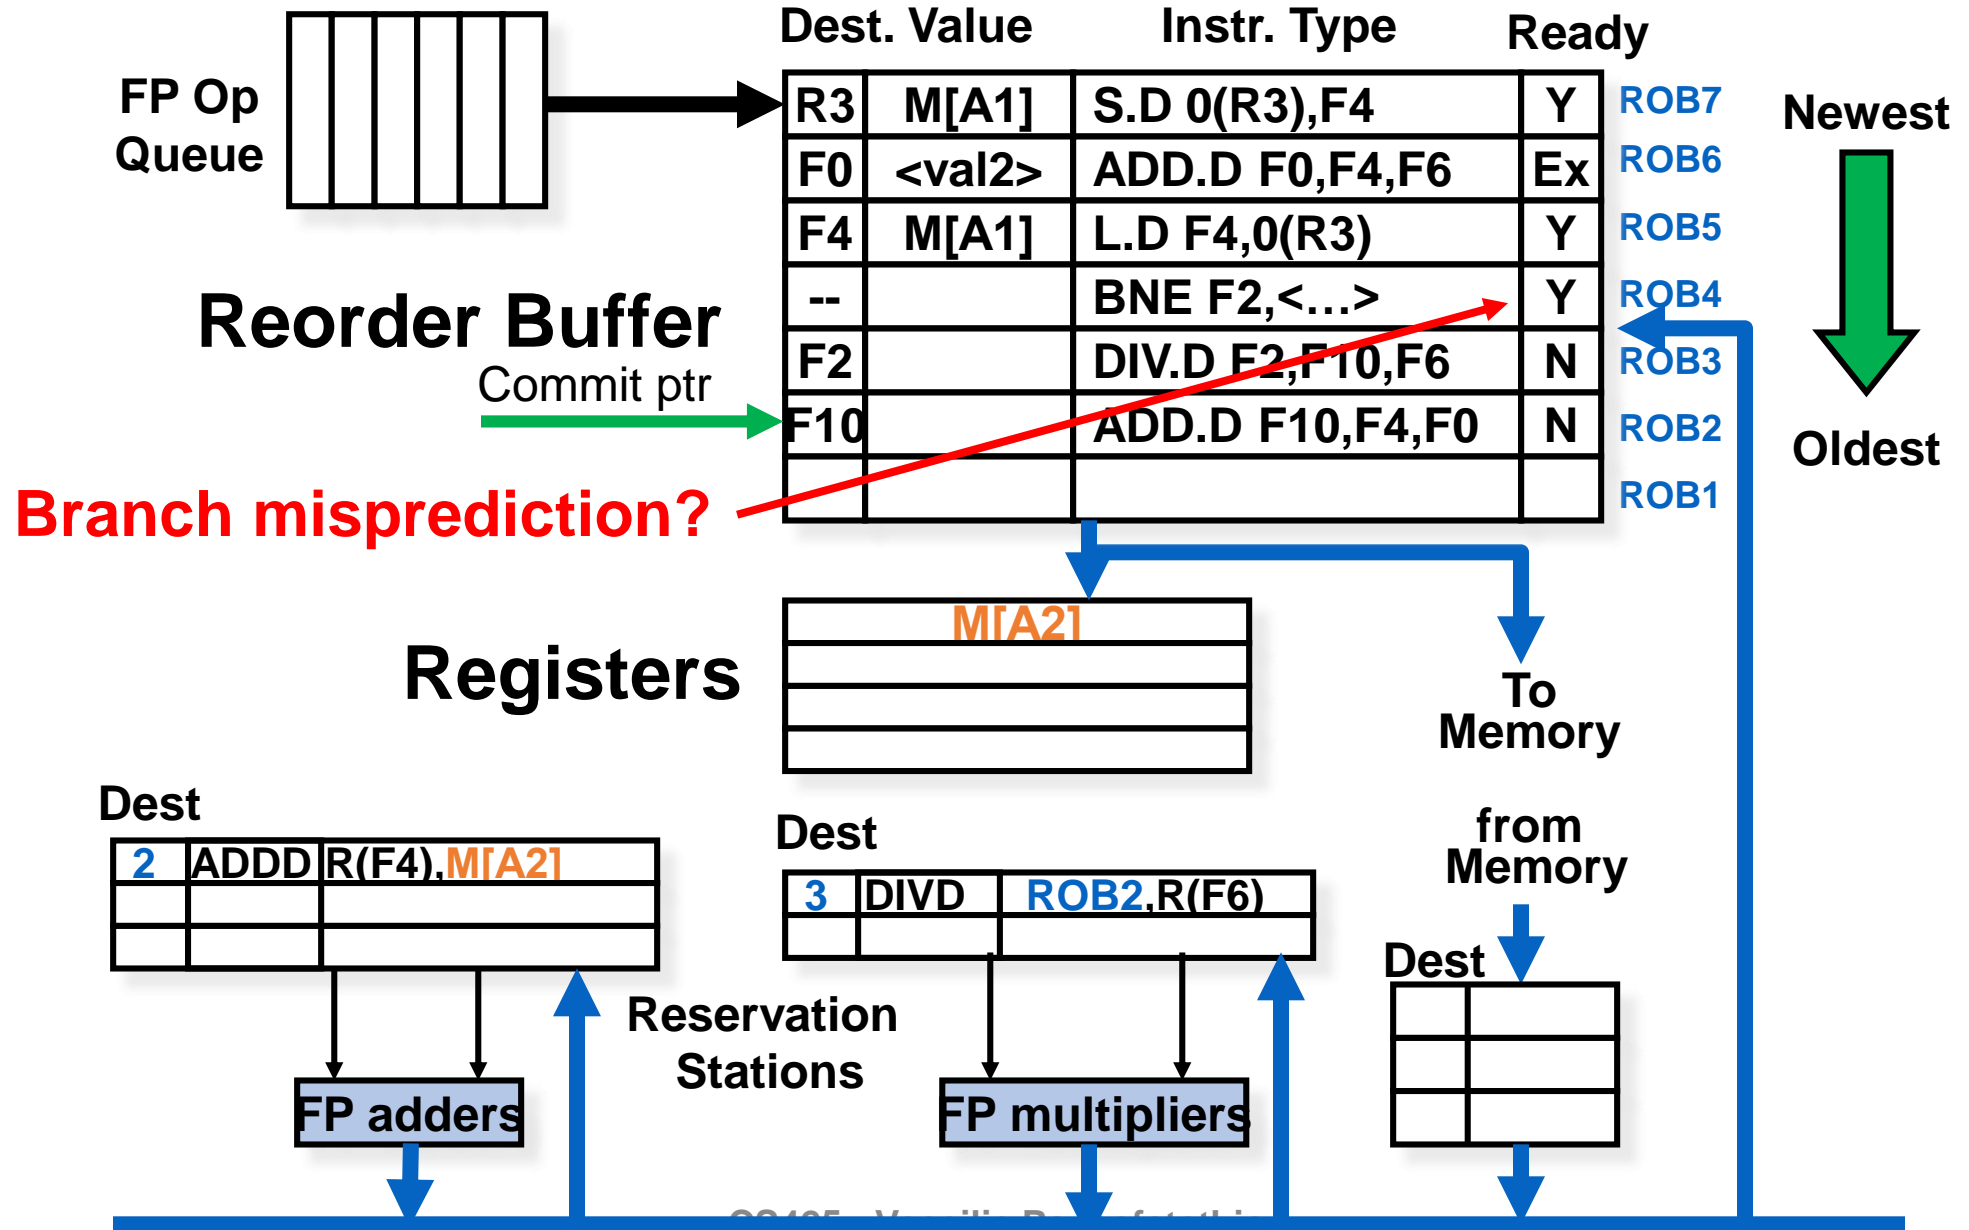 Dest. Value Instr. Type Ready
FP Op
Queue
R3 M[A1] S.D 0(R3),F4 Y ROB7
F0 <val2> ADD.D F0,F4,F6 Ex ROB6
F4 M[A1] L.D F4,0(R3) Y ROB5
-- BNE F2,<...> Y ROB4
F2 DIV.D F2,F10,F6 N ROB3
F10 ADD.D F10,F4,F0 N ROB2
ROB1
Newest
Oldest
Reorder Buffer
Commit ptr
Branch misprediction?
Registers
M[A2]
To
Memory
Dest
2 ADDD R(F4),M[A2]
Dest
3 DIVD ROB2,R(F6)
from
Memory
Dest
Reservation
Stations
FP adders
FP multipliers